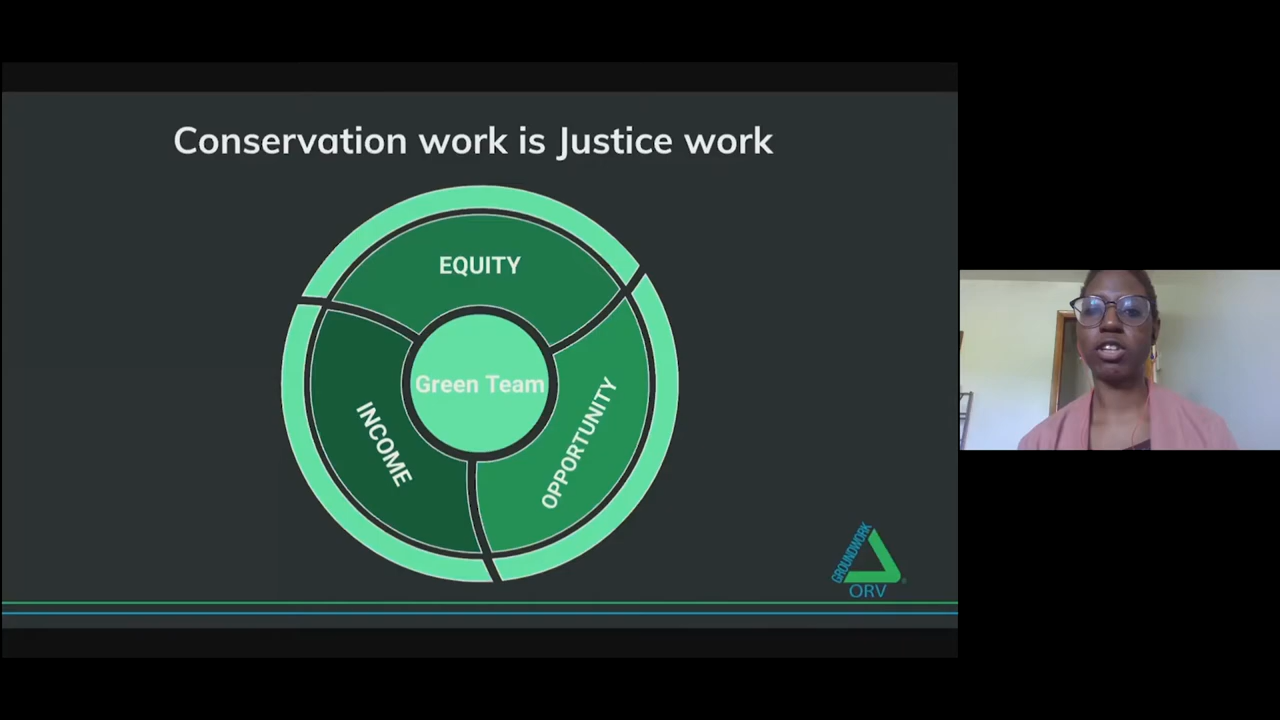 Conservation work is Justice work
EQUITY
Green Team
INCOME
OPPORTUNITY
GROUNDWORK
ORV